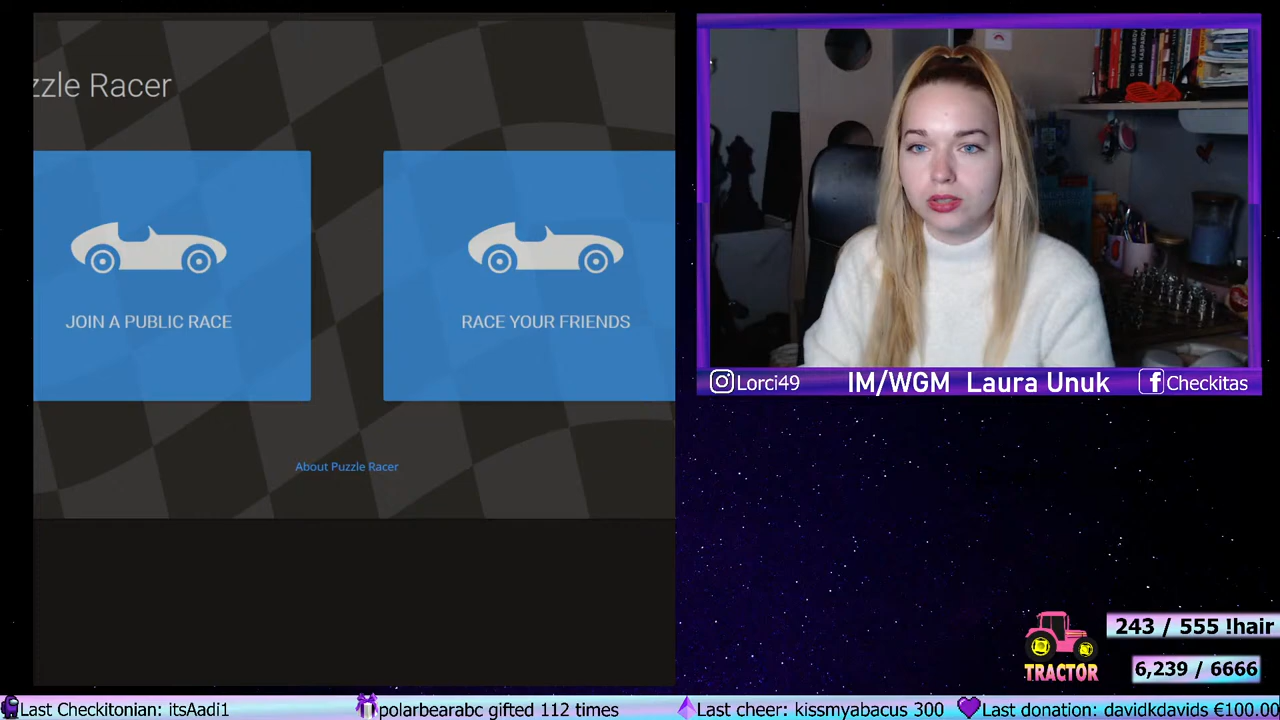 zzle Racer
JOIN A PUBLIC RACE
RACE YOUR FRIENDS
About Puzzle Racer
Lorci49
IM/WGM Laura Unuk
Checkitas
TRACTOR
243 / 555 !hair
6,239 / 6666
Last Checkitonian: itsAadi1
polarbearabc gifted 112 times
Last cheer: kissmyabacus 300
Last donation: davidkdavids €100.00